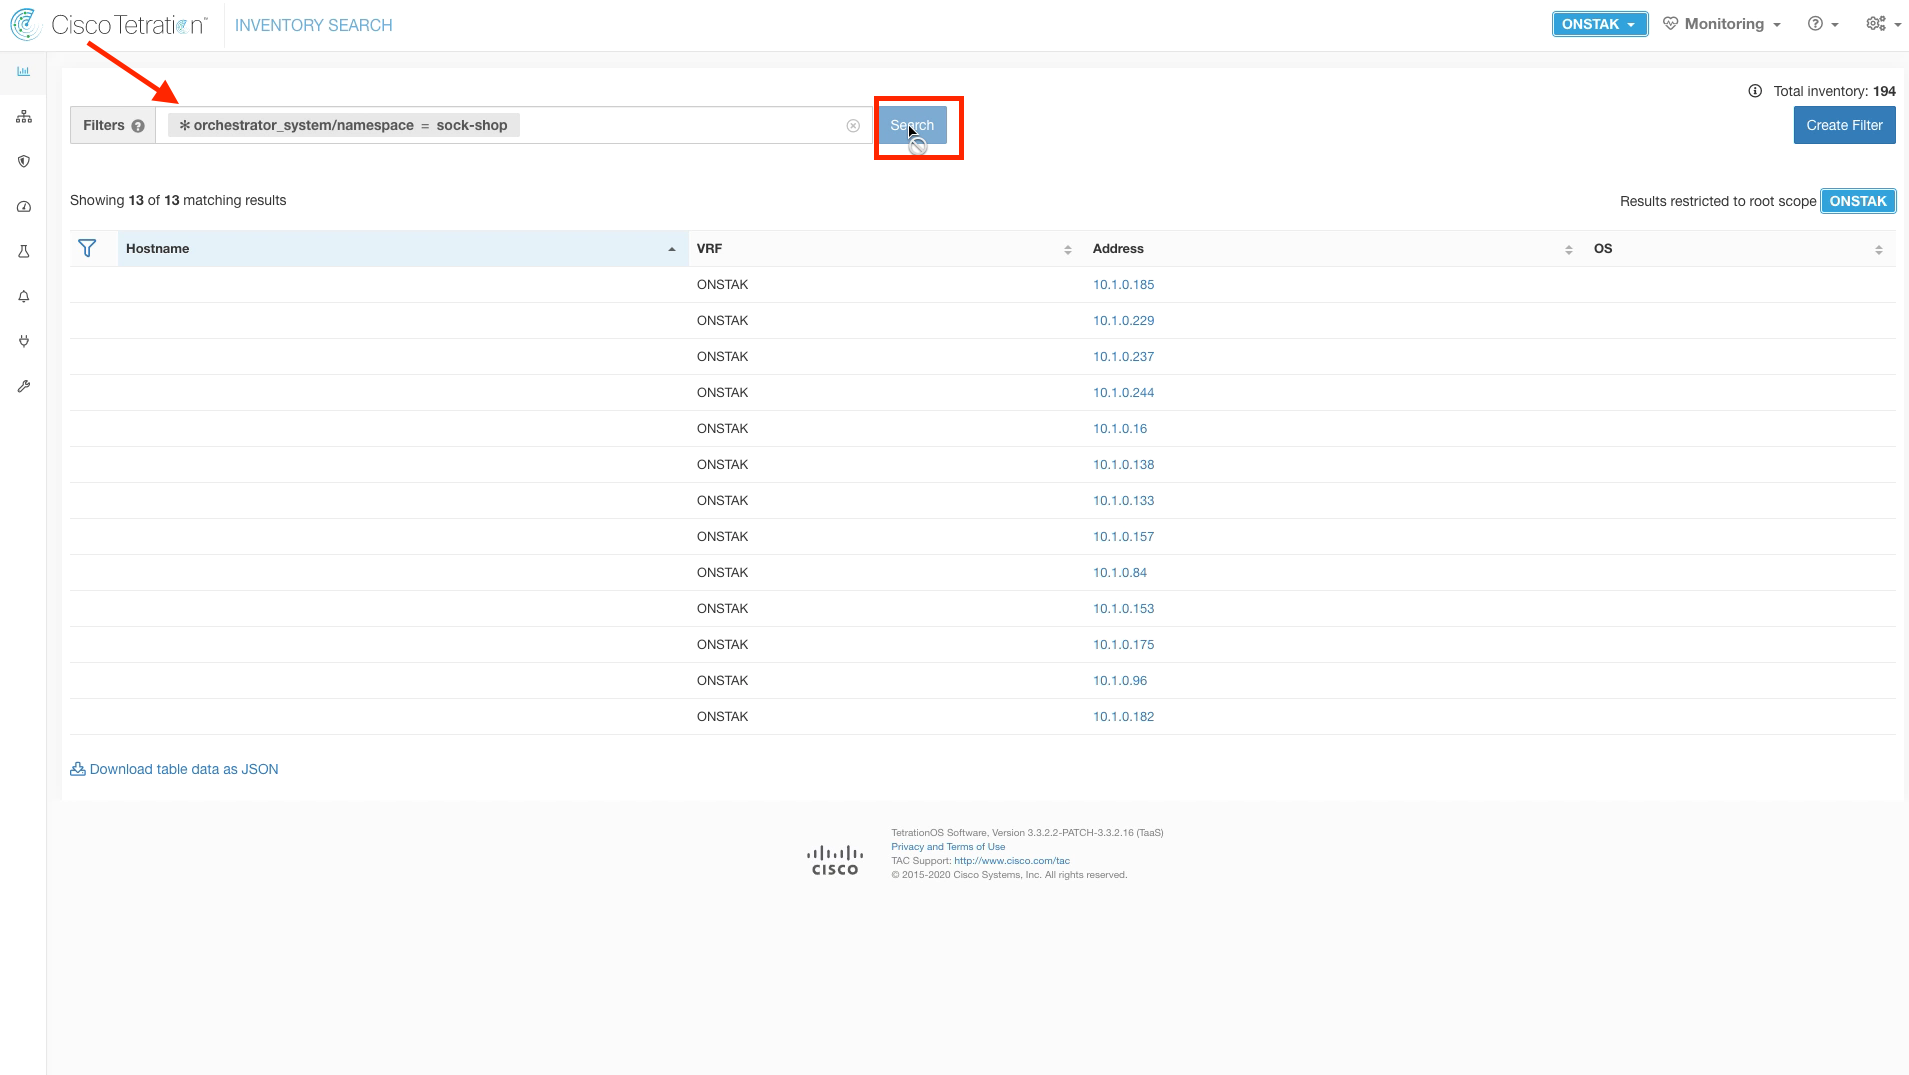 Cisco Tetration™
INVENTORY SEARCH
ONSTAK
Monitoring
Total inventory: 194
Filters
* orchestrator_system/namespace = sock-shop
Search
Create Filter
Showing 13 of 13 matching results
Results restricted to root scope ONSTAK
Hostname VRF Address OS
ONSTAK 10.1.0.185
ONSTAK 10.1.0.229
ONSTAK 10.1.0.237
ONSTAK 10.1.0.244
ONSTAK 10.1.0.16
ONSTAK 10.1.0.138
ONSTAK 10.1.0.133
ONSTAK 10.1.0.157
ONSTAK 10.1.0.84
ONSTAK 10.1.0.153
ONSTAK 10.1.0.175
ONSTAK 10.1.0.96
ONSTAK 10.1.0.182
Download table data as JSON
CISCO
TetrationOS Software, Version 3.3.2.2-PATCH-3.3.2.16 (TaaS)
Privacy and Terms of Use
TAC Support: http://www.cisco.com/tac
© 2015-2020 Cisco Systems, Inc. All rights reserved.